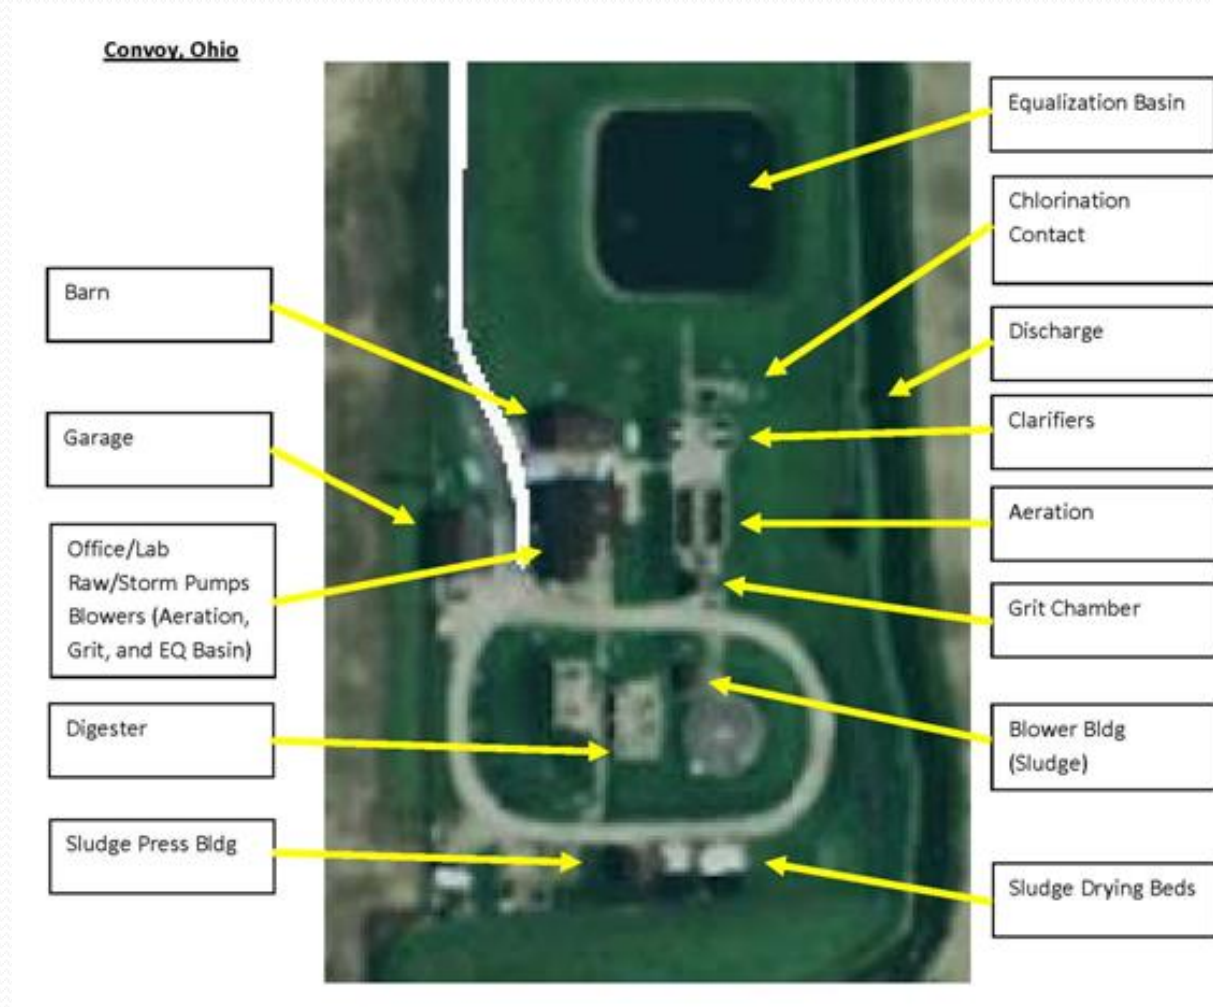 Convoy, Ohio
Barn
Garage
Office/Lab
Raw/Storm Pumps
Blowers (Aeration,
Grit, and EQ Basin)
Digester
Sludge Press Bldg
Equalization Basin
Chlorination
Contact
Discharge
Clarifiers
Aeration
Grit Chamber
Blower Bldg
(Sludge)
Sludge Drying Beds